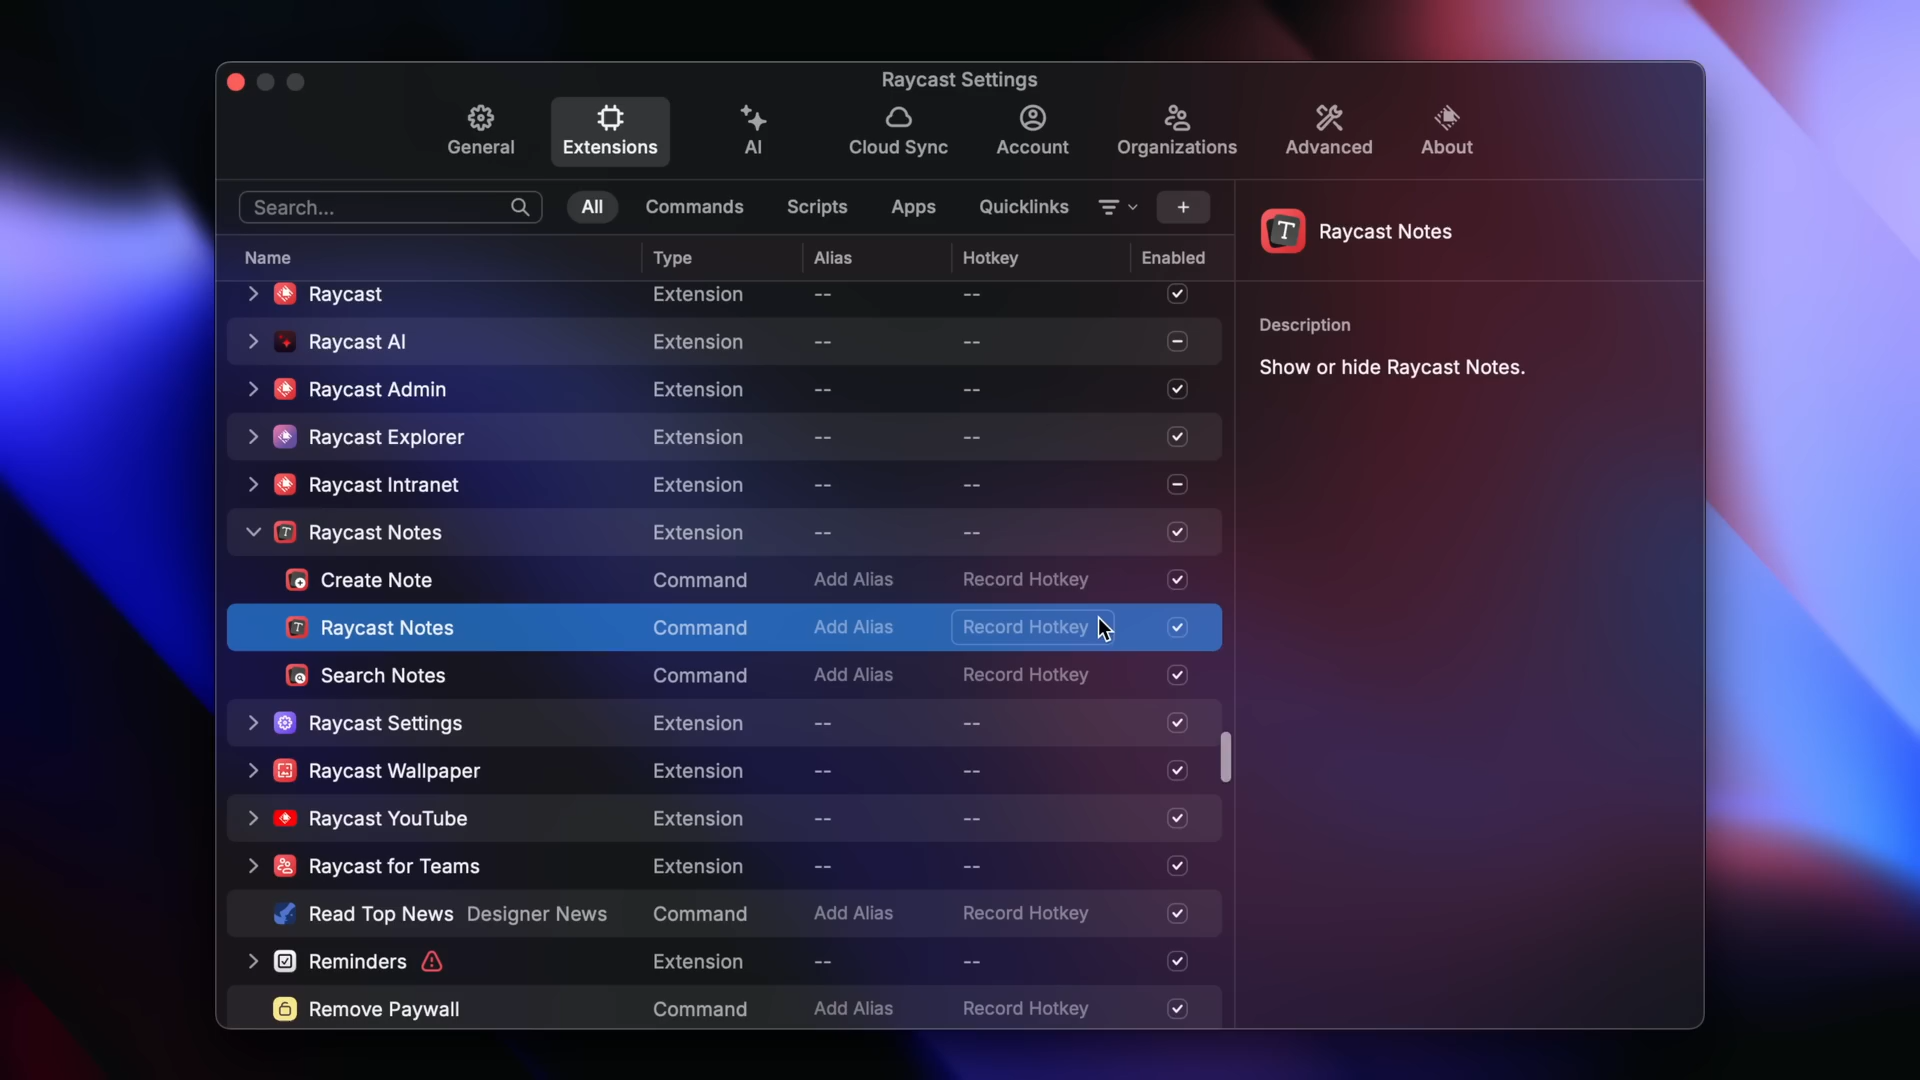 Raycast Settings
General
Extensions
AI
Cloud Sync
Account
Organizations
Advanced
About
Search...
All
Commands
Scripts
Apps
Quicklinks
+
T
Raycast Notes
Name Type Alias Hotkey Enabled
Raycast Extension -- --
Raycast AI Extension -- --
Raycast Admin Extension -- --
Raycast Explorer Extension -- --
Raycast Intranet Extension -- --
Raycast Notes Extension -- --
Create Note Command Add Alias Record Hotkey
Raycast Notes Command Add Alias Record Hotkey
Search Notes Command Add Alias Record Hotkey
Raycast Settings Extension -- --
Raycast Wallpaper Extension -- --
Raycast YouTube Extension -- --
Raycast for Teams Extension -- --
Read Top News Designer News Command Add Alias Record Hotkey
Reminders Extension -- --
Remove Paywall Command Add Alias Record Hotkey
Description
Show or hide Raycast Notes.